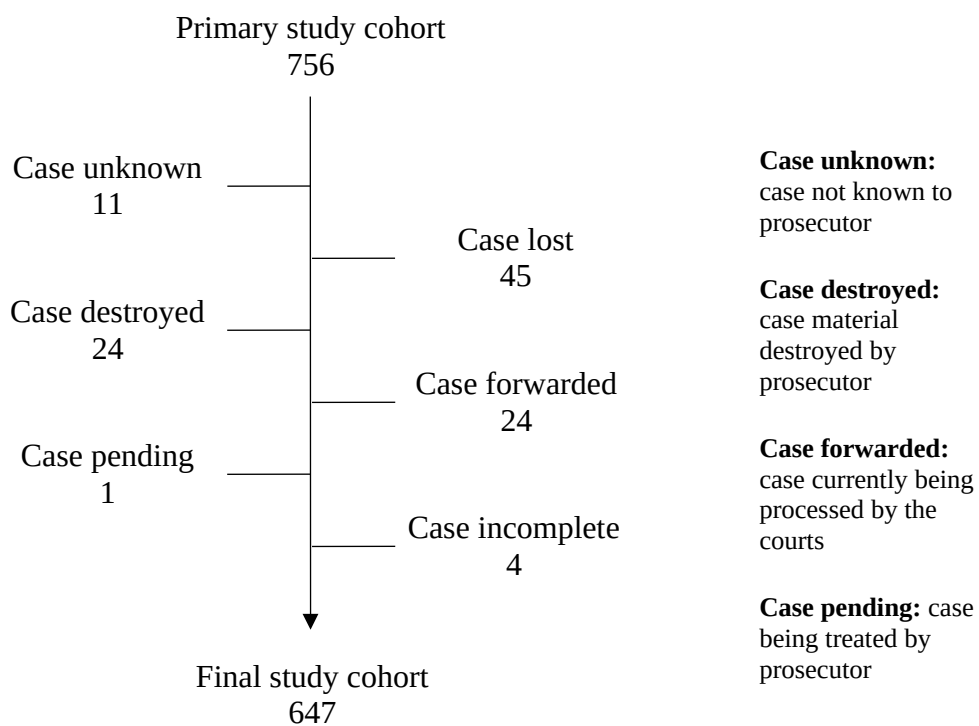 Primary study cohort
756
Case unknown
11
Case lost
45
Case destroyed
24
Case forwarded
24
Case pending
1
Case incomplete
4
Final study cohort
647
Case unknown:
case not known to
prosecutor
Case destroyed:
case material
destroyed by
prosecutor
Case forwarded:
case currently being
processed by the
courts
Case pending: case
being treated by
prosecutor